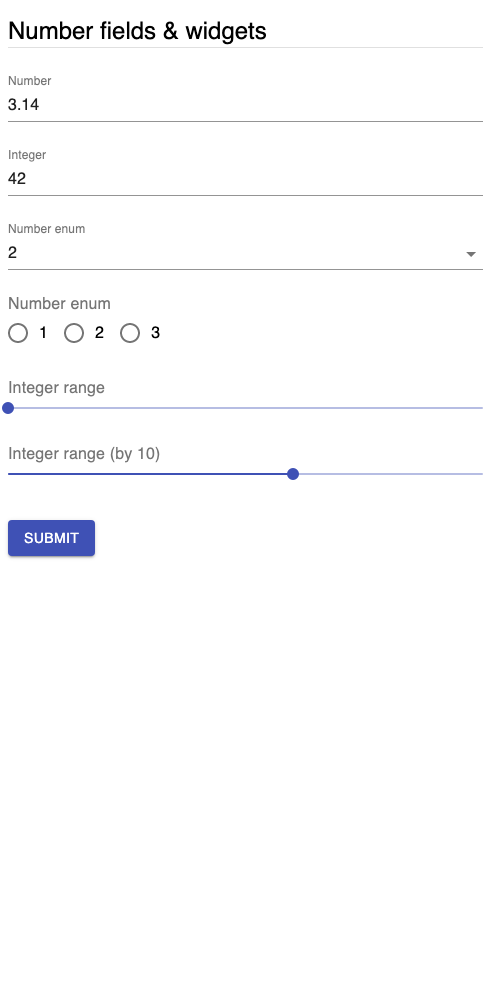 Number fields & widgets
Number
3.14
Integer
42
Number enum
2
Number enum
1 2 3
Integer range
Integer range (by 10)
SUBMIT